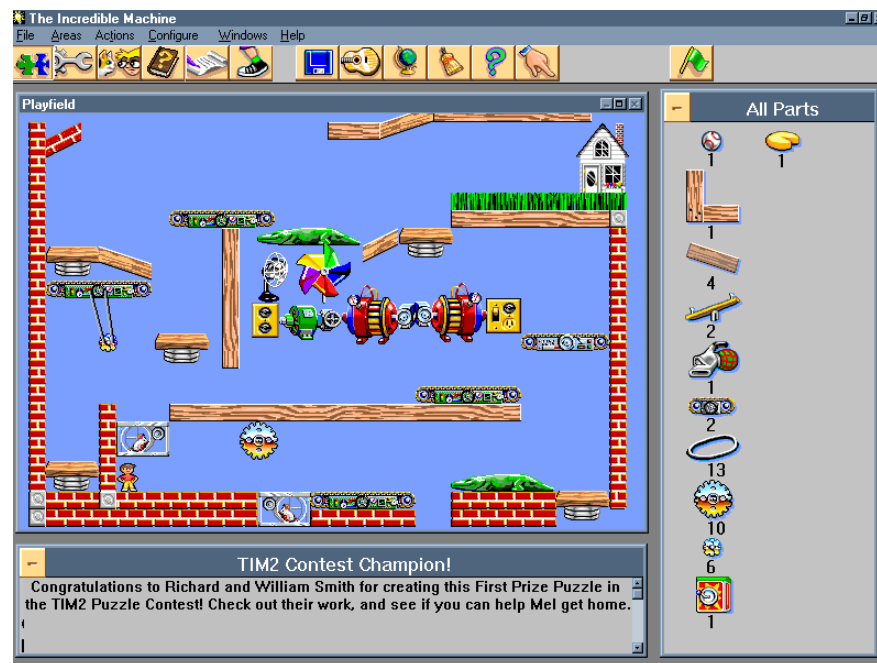 The Incredible Machine
File Areas Actions Configure Windows Help
Playfield
All Parts
1 1
1
4
2
1
2
13
10
6
1
TIM2 Contest Champion!
Congratulations to Richard and William Smith for creating this First Prize Puzzle in
the TIM2 Puzzle Contest! Check out their work, and see if you can help Mel get home.